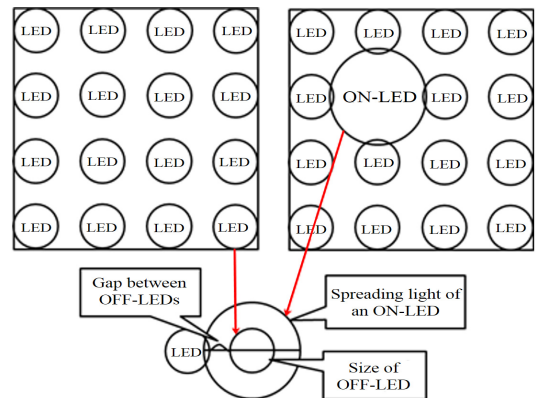 LED LED LED LED
LED LED LED LED
LED LED LED LED
LED LED LED LED
LED LED LED LED
LED ON-LED LED LED
LED LED LED LED
LED LED LED LED
Gap between
OFF-LEDs
Spreading light of
an ON-LED
LED
Size of
OFF-LED